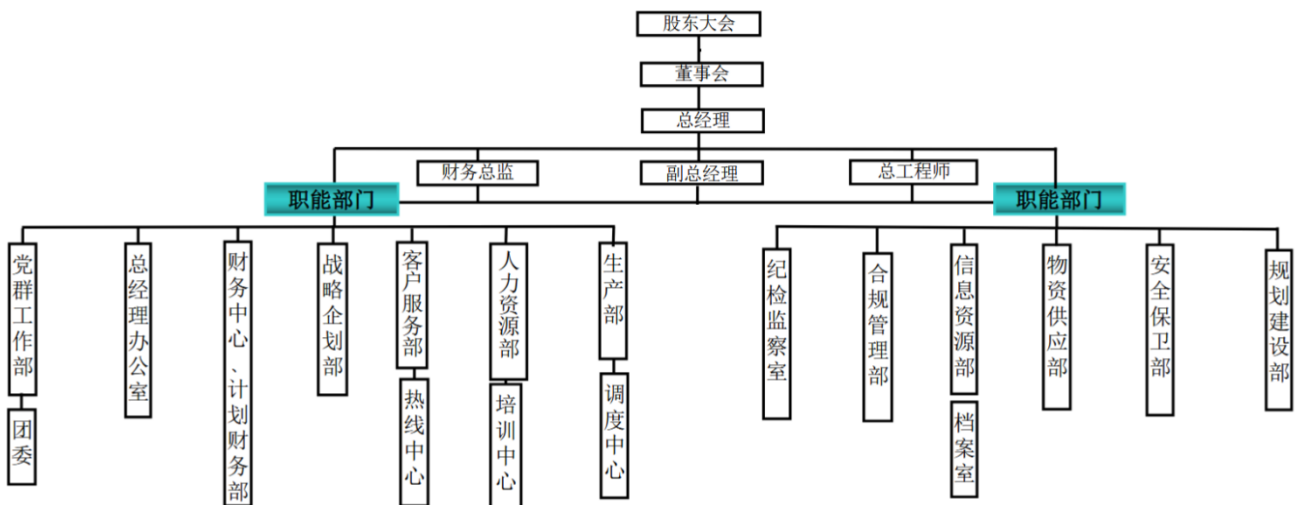 股东大会
董事会
总经理
财务总监
副总经理
总工程师
职能部门
职能部门
党群工作部
总经理办公室
财务中心、计划财务部
战略企划部
客户服务部
人力资源部
生产部
纪检监察室
合规管理部
信息资源部
物资供应部
安全保卫部
规划建设部
团委
热线中心
培训中心
调度中心
档案室